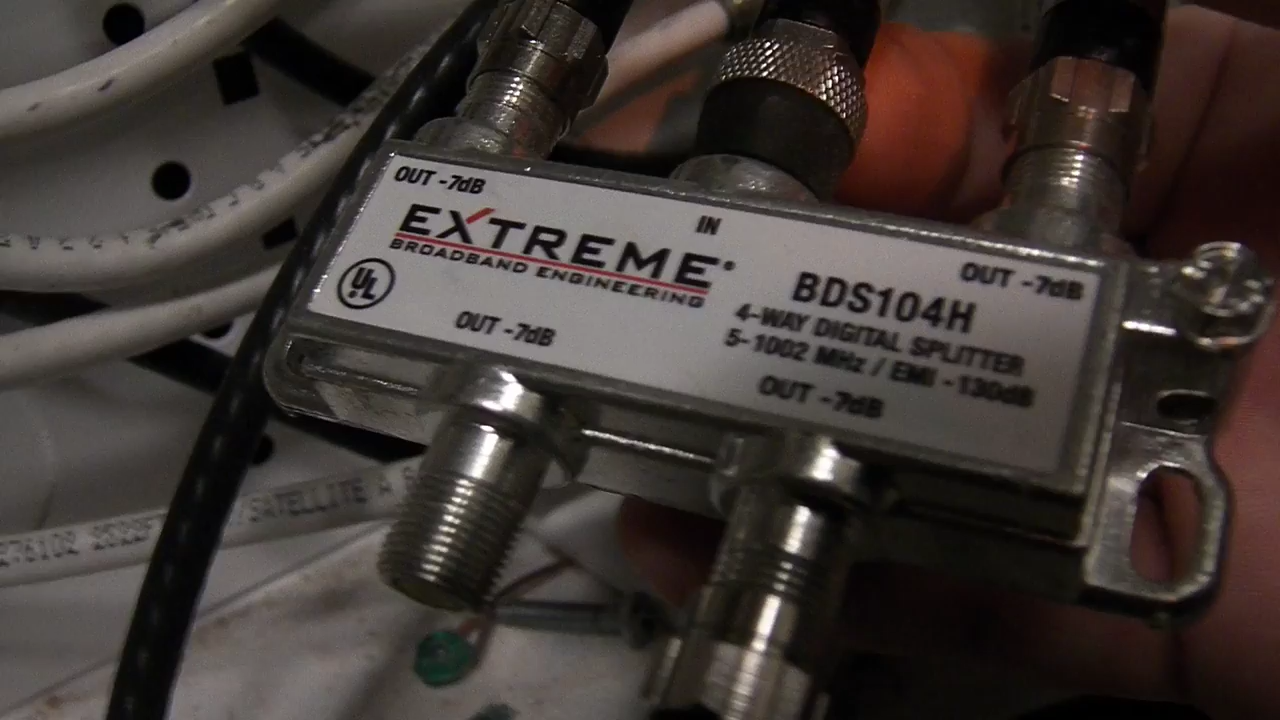 OUT -7dB
IN
OUT -7dB
EXTREME
BROADBAND ENGINEERING
UL
BDS104H
4-WAY DIGITAL SPLITTER
5-1002 MHz / EMI -130dB
OUT -7dB
OUT -7dB
SATELLITE